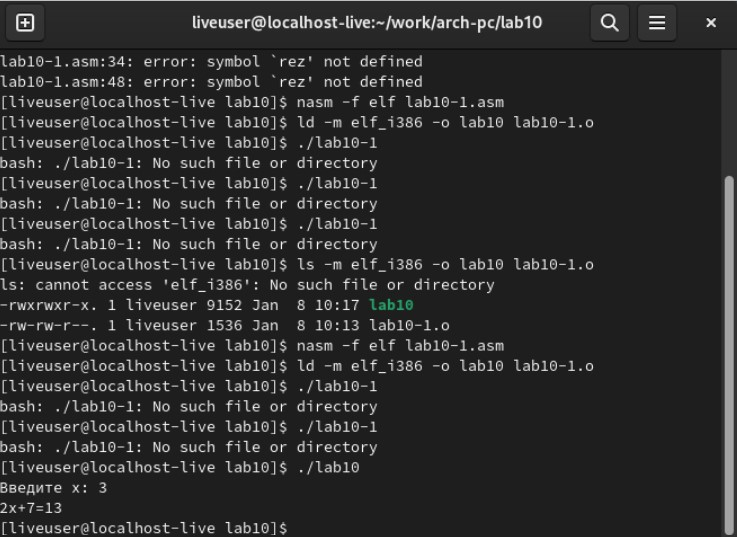 liveuser@localhost-live:~/work/arch-pc/lab10
lab10-1.asm:34: error: symbol `rez' not defined
lab10-1.asm:48: error: symbol `rez' not defined
[liveuser@localhost-live lab10]$ nasm -f elf lab10-1.asm
[liveuser@localhost-live lab10]$ ld -m elf_i386 -o lab10 lab10-1.o
[liveuser@localhost-live lab10]$ ./lab10-1
bash: ./lab10-1: No such file or directory
[liveuser@localhost-live lab10]$ ./lab10-1
bash: ./lab10-1: No such file or directory
[liveuser@localhost-live lab10]$ ./lab10-1
bash: ./lab10-1: No such file or directory
[liveuser@localhost-live lab10]$ ls -m elf_i386 -o lab10 lab10-1.o
ls: cannot access 'elf_i386': No such file or directory
-rwxrwxr-x. 1 liveuser 9152 Jan  8 10:17 lab10
-rw-rw-r--. 1 liveuser 1536 Jan  8 10:13 lab10-1.o
[liveuser@localhost-live lab10]$ nasm -f elf lab10-1.asm
[liveuser@localhost-live lab10]$ ld -m elf_i386 -o lab10 lab10-1.o
[liveuser@localhost-live lab10]$ ./lab10-1
bash: ./lab10-1: No such file or directory
[liveuser@localhost-live lab10]$ ./lab10-1
bash: ./lab10-1: No such file or directory
[liveuser@localhost-live lab10]$ ./lab10
Введите x: 3
2x+7=13
[liveuser@localhost-live lab10]$